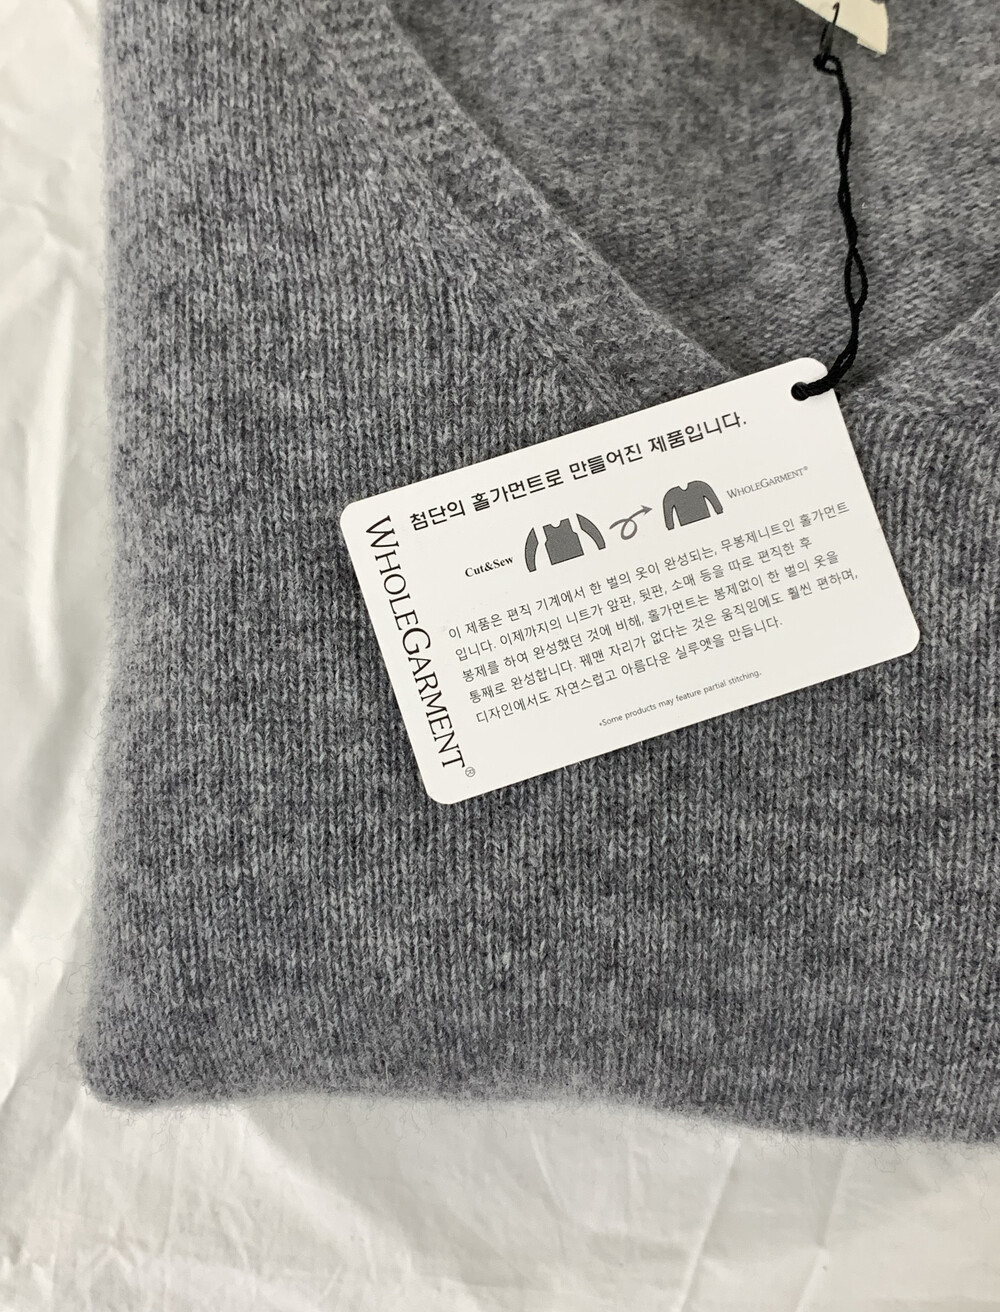 첨단의 홀가먼트로 만들어진 제품입니다.
Cut&Sew
WHOLEGARMENT®
이 제품은 편직 기계에서 한 벌의 옷이 완성되는, 무봉제니트인 홀가먼트
입니다. 이제까지의 니트가 앞판, 뒷판, 소매 등을 따로 편직한 후
봉제를 하여 완성했던 것에 비해, 홀가먼트는 봉제없이 한 벌의 옷을
통째로 완성합니다. 꿰맨 자리가 없다는 것은 움직임에도 훨씬 편하며,
디자인에서도 자연스럽고 아름다운 실루엣을 만듭니다.
*Some products may feature partial stitching.
WHOLEGARMENT®